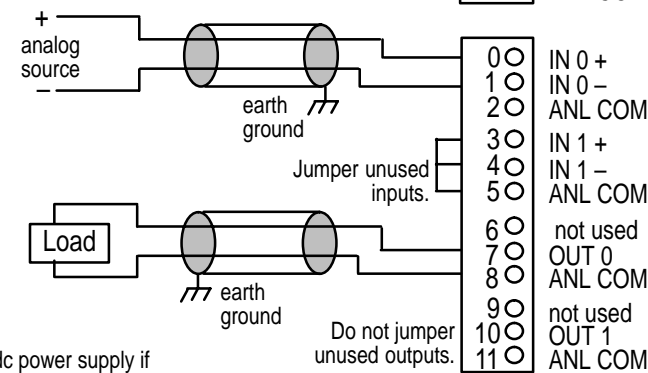 +
analog
source
–
earth
ground
0 IN 0 +
1 IN 0 –
2 ANL COM
3 IN 1 +
4 IN 1 –
5 ANL COM
Jumper unused
inputs.
6 not used
7 OUT 0
8 ANL COM
Load
earth
ground
9 not used
10 OUT 1
11 ANL COM
Do not jumper
unused outputs.
dc power supply if